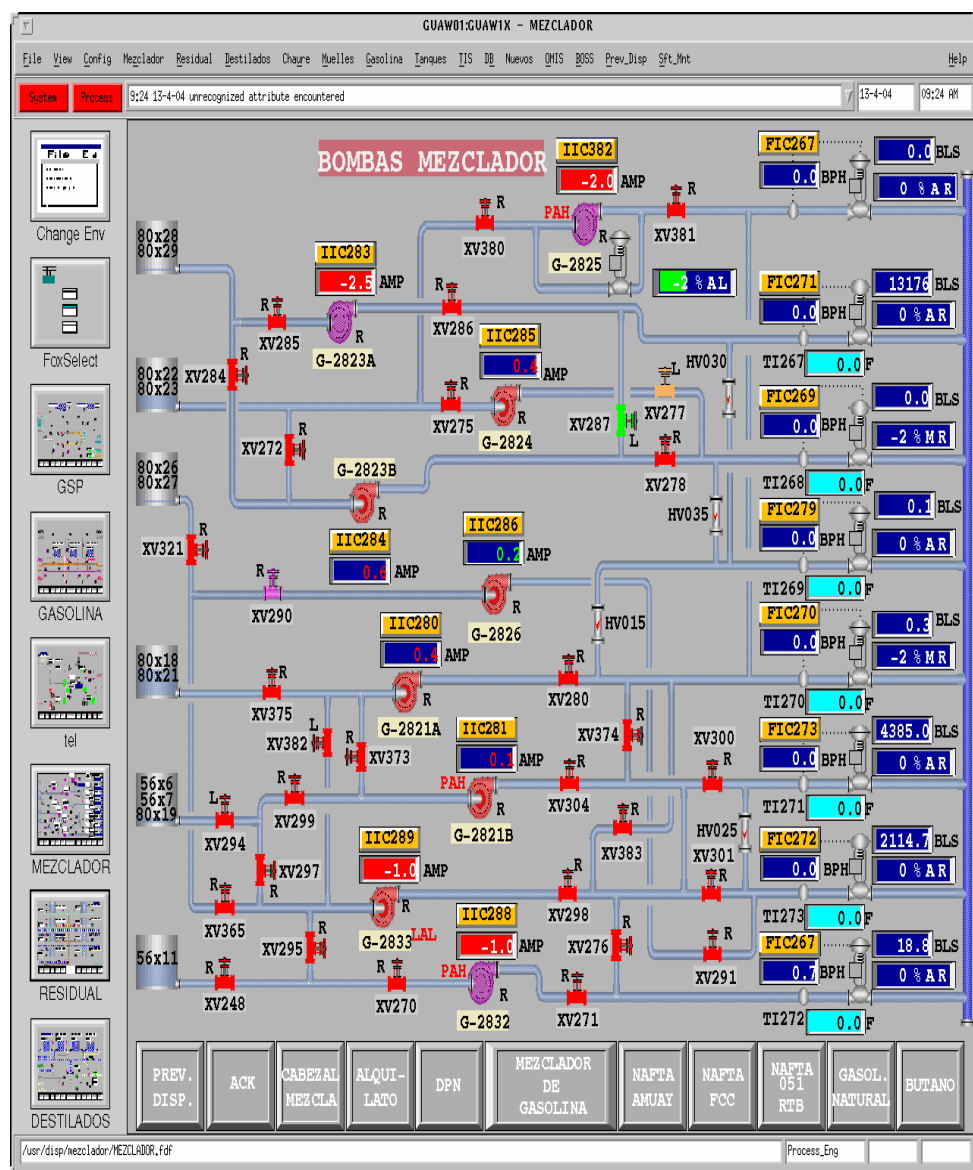 GUAW01:GUAW1X – MEZCLADOR
File View Config Mezclador Residual Destilados Chaure Muelles Gasolina Tanques TIS DB Nuevos OMIS BOSS Prev_Disp Sft_Mnt Help
System Process 9:24 13-4-04 unrecognized attribute encountered 13-4-04 09:24 AM
Change Env
FoxSelect
GSP
GASOLINA
tel
MEZCLADOR
RESIDUAL
DESTILADOS
BOMBAS MEZCLADOR
IIC382
-2.0 AMP
FIC267
0.0 BLS
0.0 BPH
0 % AR
R
XV380
PAH
G-2825
R
R
XV381
80x28
80x29
IIC283
-2.5 AMP
-2 % AL
FIC271
13176 BLS
0.0 BPH
0 % AR
R
XV285
G-2823A
R
R
XV286
IIC285
0.4 AMP
HV030
TI267 0.0 F
80x22
80x23
XV284
R
XV275
R
G-2824
R
XV287
L
XV277
L
FIC269
0.0 BLS
0.0 BPH
-2 % MR
XV272
R
G-2823B
R
XV278
R
TI268 0.0 F
80x26
80x27
HV035
FIC279
0.1 BLS
0.0 BPH
0 % AR
XV321
R
IIC284
0.6 AMP
IIC286
0.2 AMP
TI269 0.0 F
R
XV290
G-2826
R
HV015
FIC270
0.3 BLS
0.0 BPH
-2 % MR
80x18
80x21
IIC280
0.4 AMP
R
XV375
G-2821A
R
R
XV280
TI270 0.0 F
XV382
L
XV373
R
IIC281
0.1 AMP
XV374
R
XV300
R
FIC273
4385.0 BLS
0.0 BPH
0 % AR
56x6
56x7
80x19
R
XV299
PAH
G-2821B
R
R
XV304
TI271 0.0 F
L
XV294
IIC289
-1.0 AMP
R
XV383
HV025
XV301
R
FIC272
2114.7 BLS
0.0 BPH
0 % AR
R
XV297
R
XV365
G-2833
R
LAL
R
XV298
TI273 0.0 F
56x11
XV295
R
IIC288
-1.0 AMP
XV276
R
R
XV291
FIC267
18.8 BLS
0.7 BPH
0 % AR
R
XV248
R
XV270
PAH
G-2832
R
R
XV271
TI272 0.0 F
PREV. DISP.
ACK
CABEZAL MEZCLA
ALQUI- LATO
DPN
MEZCLADOR DE GASOLINA
NAFTA AMUAY
NAFTA FCC
NAFTA 051 RTB
GASOL. NATURAL
BUTANO
/usr/disp/mezclador/MEZCLADOR.fdf
Process_Eng